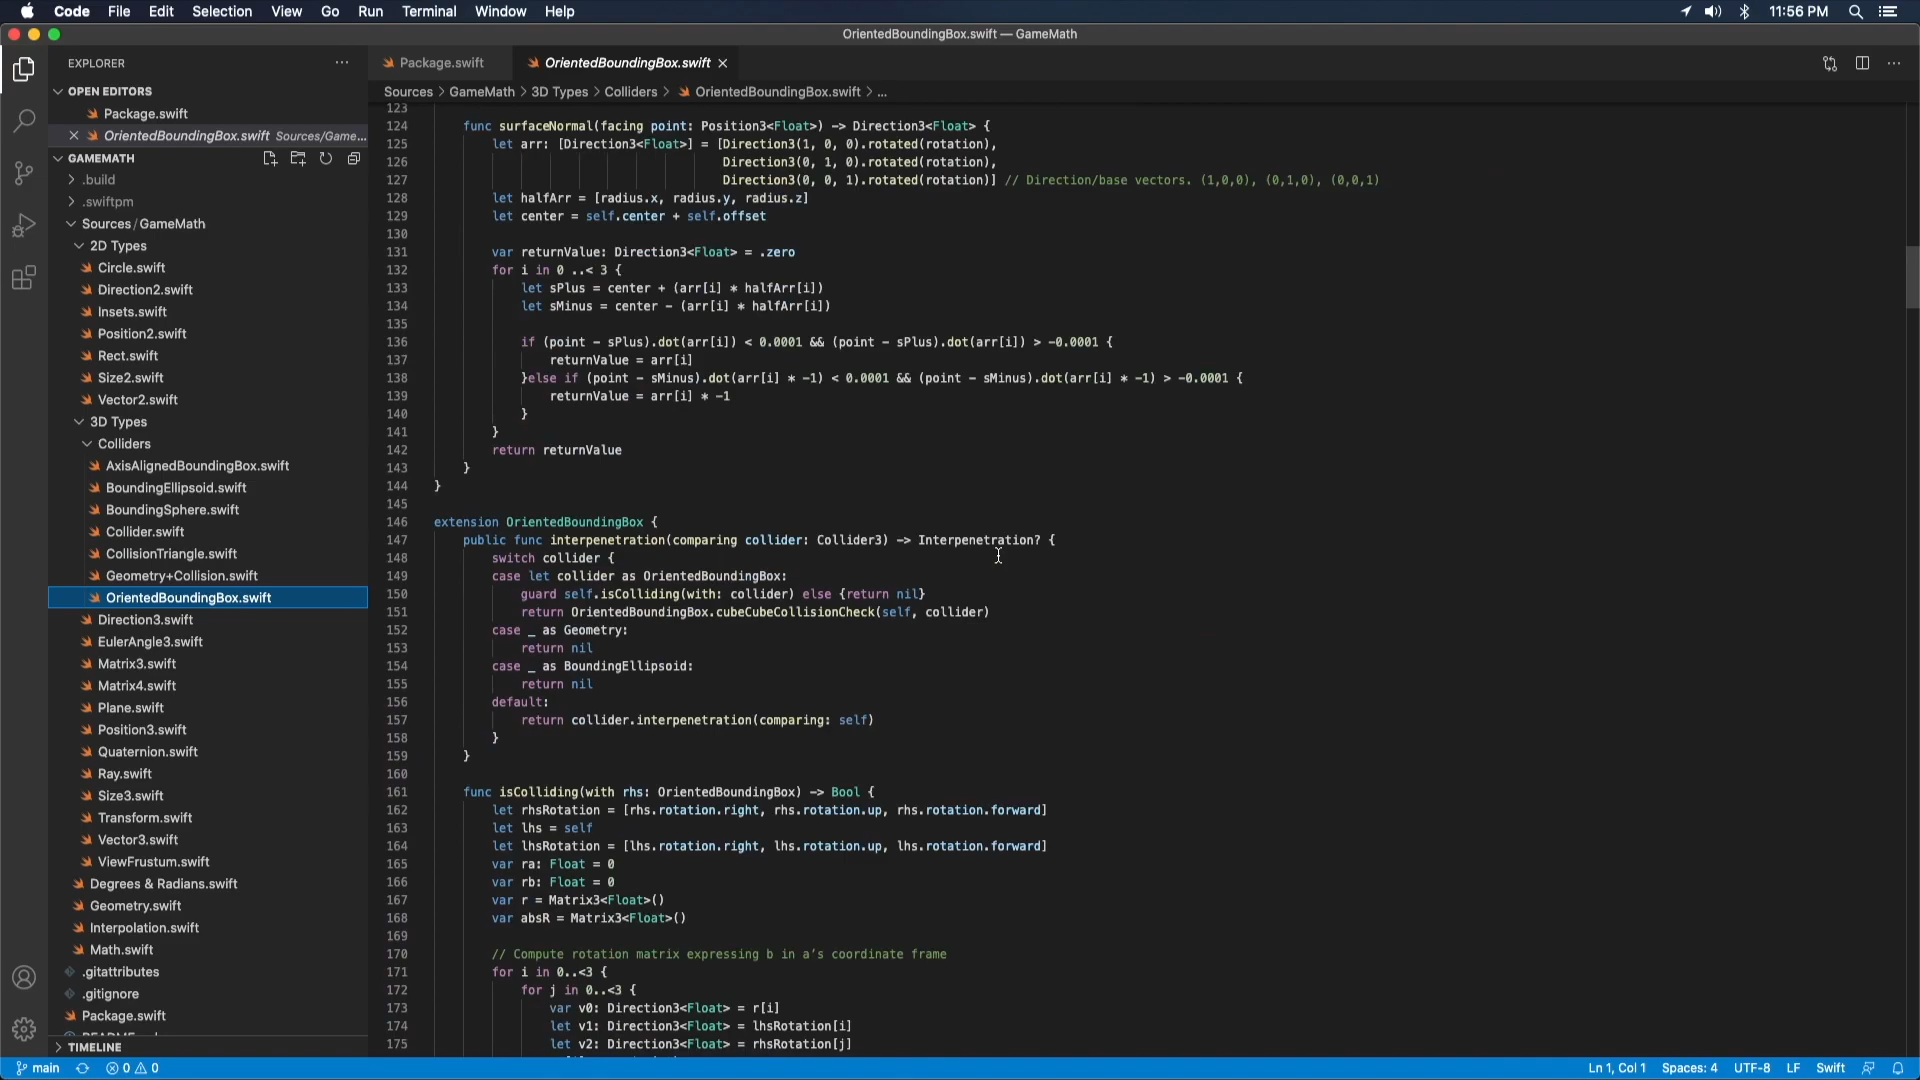 Code File Edit Selection View Go Run Terminal Window Help 11:56 PM
OrientedBoundingBox.swift — GameMath
EXPLORER
OPEN EDITORS
Package.swift
OrientedBoundingBox.swift Sources/Game...
GAMEMATH
.build
.swiftpm
Sources/GameMath
2D Types
Circle.swift
Direction2.swift
Insets.swift
Position2.swift
Rect.swift
Size2.swift
Vector2.swift
3D Types
Colliders
AxisAlignedBoundingBox.swift
BoundingEllipsoid.swift
BoundingSphere.swift
Collider.swift
CollisionTriangle.swift
Geometry+Collision.swift
OrientedBoundingBox.swift
Direction3.swift
EulerAngle3.swift
Matrix3.swift
Matrix4.swift
Plane.swift
Position3.swift
Quaternion.swift
Ray.swift
Size3.swift
Transform.swift
Vector3.swift
ViewFrustum.swift
Degrees & Radians.swift
Geometry.swift
Interpolation.swift
Math.swift
.gitattributes
.gitignore
Package.swift
TIMELINE
Package.swift OrientedBoundingBox.swift
Sources > GameMath > 3D Types > Colliders > OrientedBoundingBox.swift > ...
123
124 func surfaceNormal(facing point: Position3<Float>) -> Direction3<Float> {
125 let arr: [Direction3<Float>] = [Direction3(1, 0, 0).rotated(rotation),
126 Direction3(0, 1, 0).rotated(rotation),
127 Direction3(0, 0, 1).rotated(rotation)] // Direction/base vectors. (1,0,0), (0,1,0), (0,0,1)
128 let halfArr = [radius.x, radius.y, radius.z]
129 let center = self.center + self.offset
130
131 var returnValue: Direction3<Float> = .zero
132 for i in 0 ..< 3 {
133 let sPlus = center + (arr[i] * halfArr[i])
134 let sMinus = center - (arr[i] * halfArr[i])
135
136 if (point - sPlus).dot(arr[i]) < 0.0001 && (point - sPlus).dot(arr[i]) > -0.0001 {
137 returnValue = arr[i]
138 }else if (point - sMinus).dot(arr[i] * -1) < 0.0001 && (point - sMinus).dot(arr[i] * -1) > -0.0001 {
139 returnValue = arr[i] * -1
140 }
141 }
142 return returnValue
143 }
144 }
145
146 extension OrientedBoundingBox {
147 public func interpenetration(comparing collider: Collider3) -> Interpenetration? {
148 switch collider {
149 case let collider as OrientedBoundingBox:
150 guard self.isColliding(with: collider) else {return nil}
151 return OrientedBoundingBox.cubeCubeCollisionCheck(self, collider)
152 case _ as Geometry:
153 return nil
154 case _ as BoundingEllipsoid:
155 return nil
156 default:
157 return collider.interpenetration(comparing: self)
158 }
159 }
160
161 func isColliding(with rhs: OrientedBoundingBox) -> Bool {
162 let rhsRotation = [rhs.rotation.right, rhs.rotation.up, rhs.rotation.forward]
163 let lhs = self
164 let lhsRotation = [lhs.rotation.right, lhs.rotation.up, lhs.rotation.forward]
165 var ra: Float = 0
166 var rb: Float = 0
167 var r = Matrix3<Float>()
168 var absR = Matrix3<Float>()
169
170 // Compute rotation matrix expressing b in a's coordinate frame
171 for i in 0..<3 {
172 for j in 0..<3 {
173 var v0: Direction3<Float> = r[i]
174 let v1: Direction3<Float> = lhsRotation[i]
175 let v2: Direction3<Float> = rhsRotation[j]
main 0 0 Ln 1, Col 1 Spaces: 4 UTF-8 LF Swift